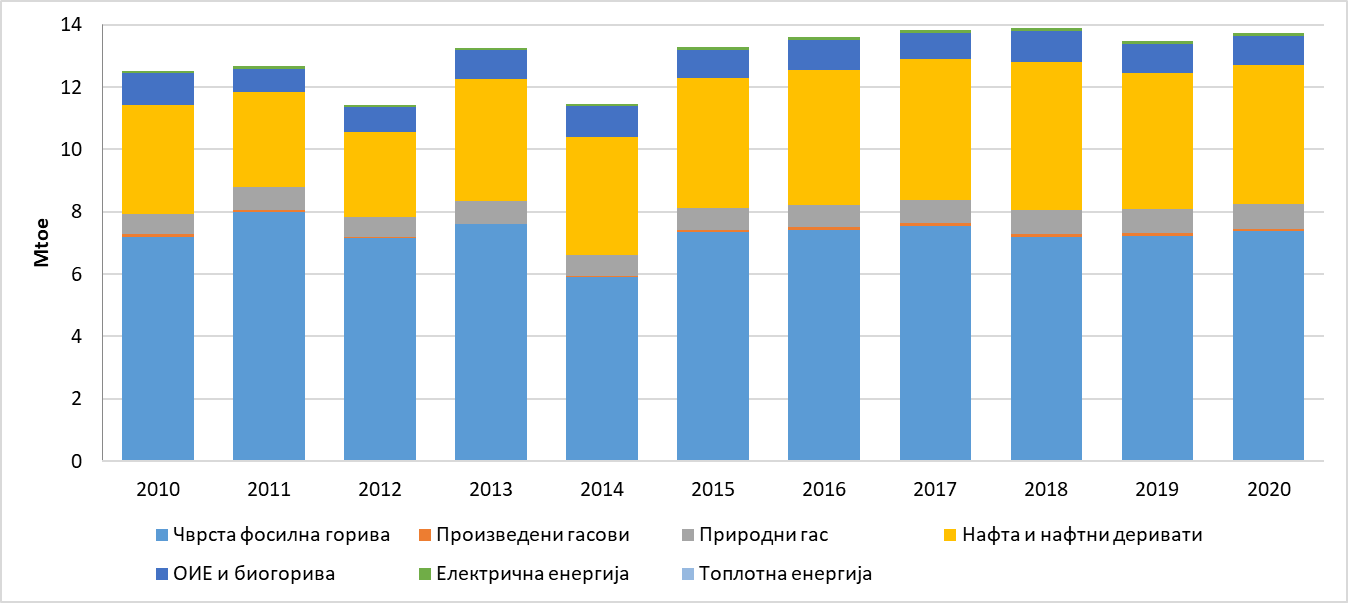 14
12
10
8
6
4
2
0
Mtoe
2010 2011 2012 2013 2014 2015 2016 2017 2018 2019 2020
Чврста фосилна горива Произведени гасови Природни гас Нафта и нафтни деривати
ОИЕ и биогорива Електрична енергија Топлотна енергија